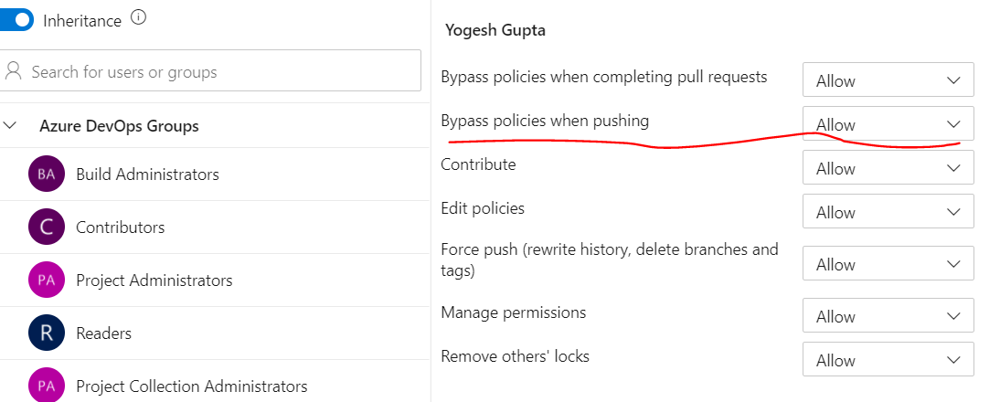 Inheritance
Search for users or groups
Azure DevOps Groups
BA Build Administrators
C Contributors
PA Project Administrators
R Readers
PA Project Collection Administrators
Yogesh Gupta
Bypass policies when completing pull requests Allow
Bypass policies when pushing Allow
Contribute Allow
Edit policies Allow
Force push (rewrite history, delete branches and
tags) Allow
Manage permissions Allow
Remove others' locks Allow